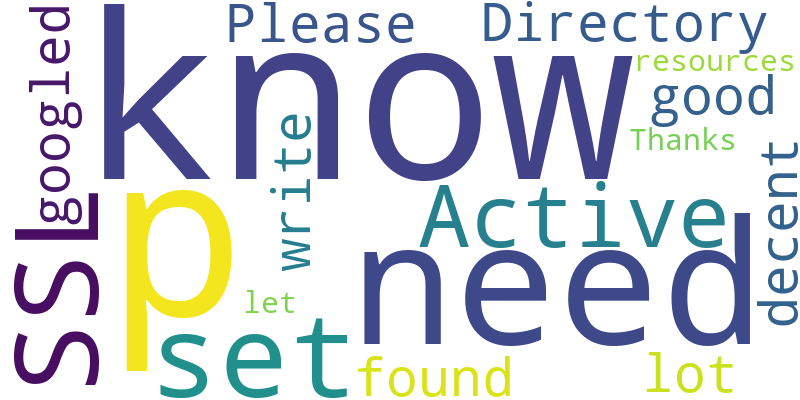 Please
Directory
know
resources
good
Thanks
googled
write
SSL
p
Active
need
decent
let
set
found
lot